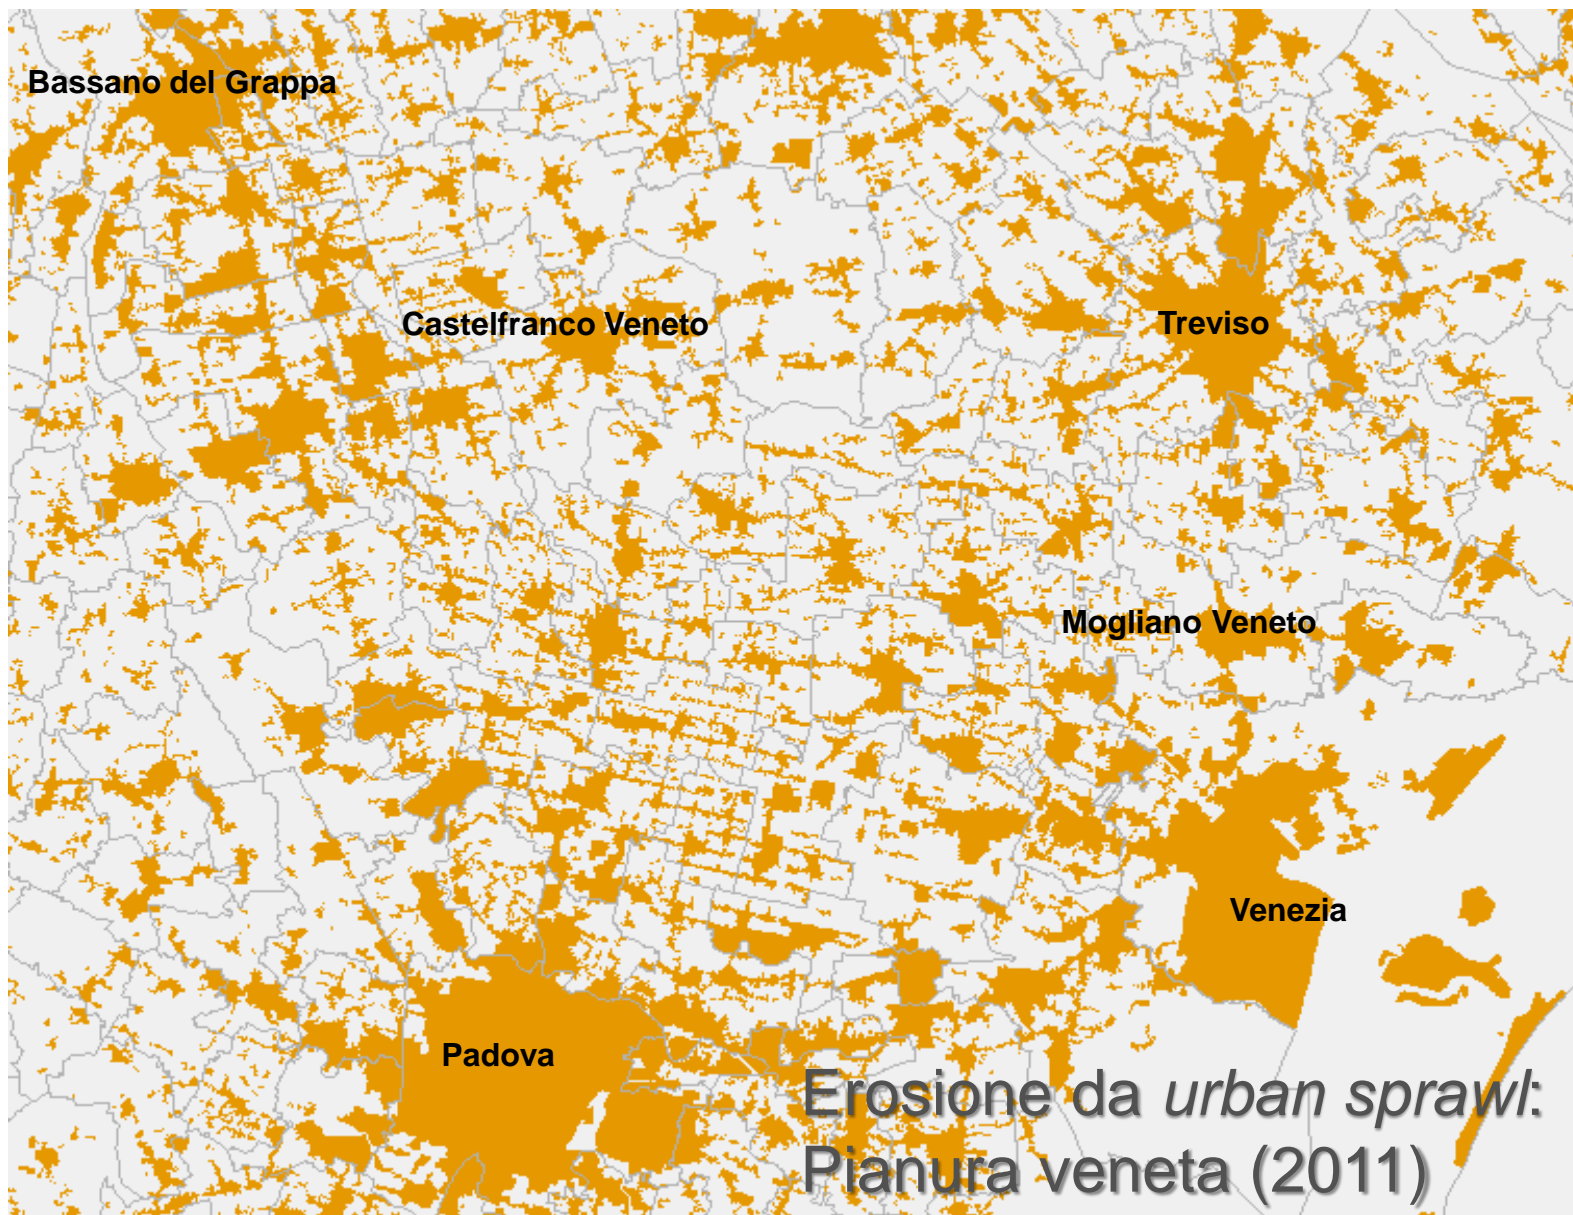 Bassano del Grappa
Castelfranco Veneto
Treviso
Mogliano Veneto
Venezia
Padova
Erosione da urban sprawl:
Pianura veneta (2011)